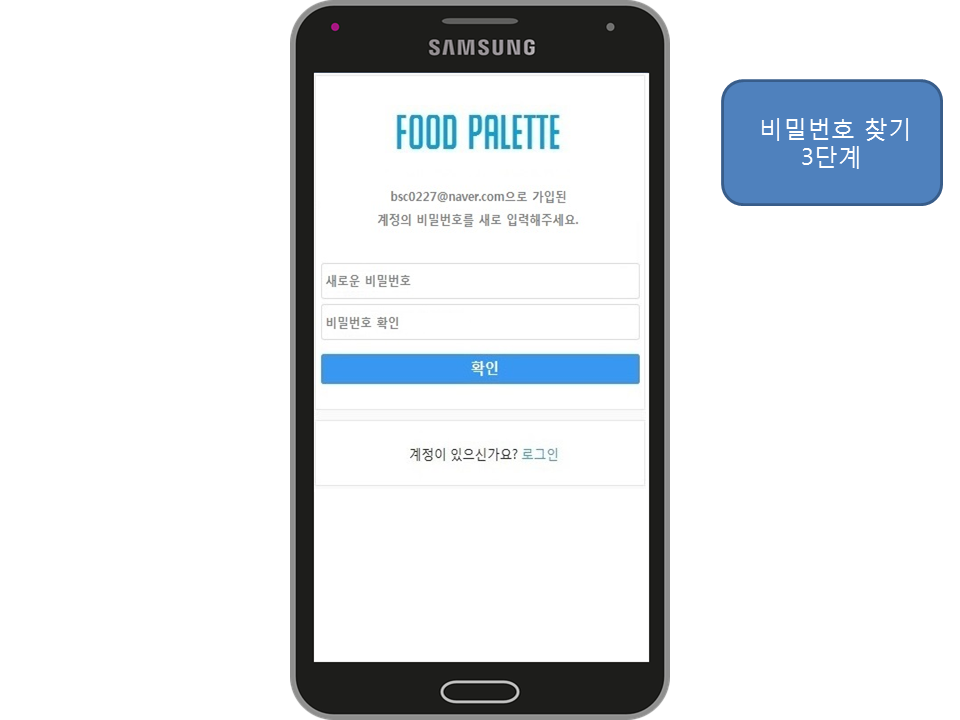 SAMSUNG
FOOD PALETTE
bsc0227@naver.com으로 가입된
계정의 비밀번호를 새로 입력해주세요.
새로운 비밀번호
비밀번호 확인
확인
계정이 있으신가요? 로그인
비밀번호 찾기
3단계